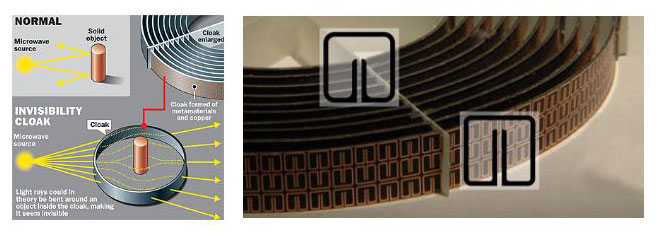 NORMAL
Solid
object
Microwave
source
Cloak
enlarged
Cloak formed of
metamaterials
and copper
INVISIBILITY
CLOAK
Cloak
Microwave
source
Light rays could in
theory be bent around an
object inside the cloak, making
it seem invisible